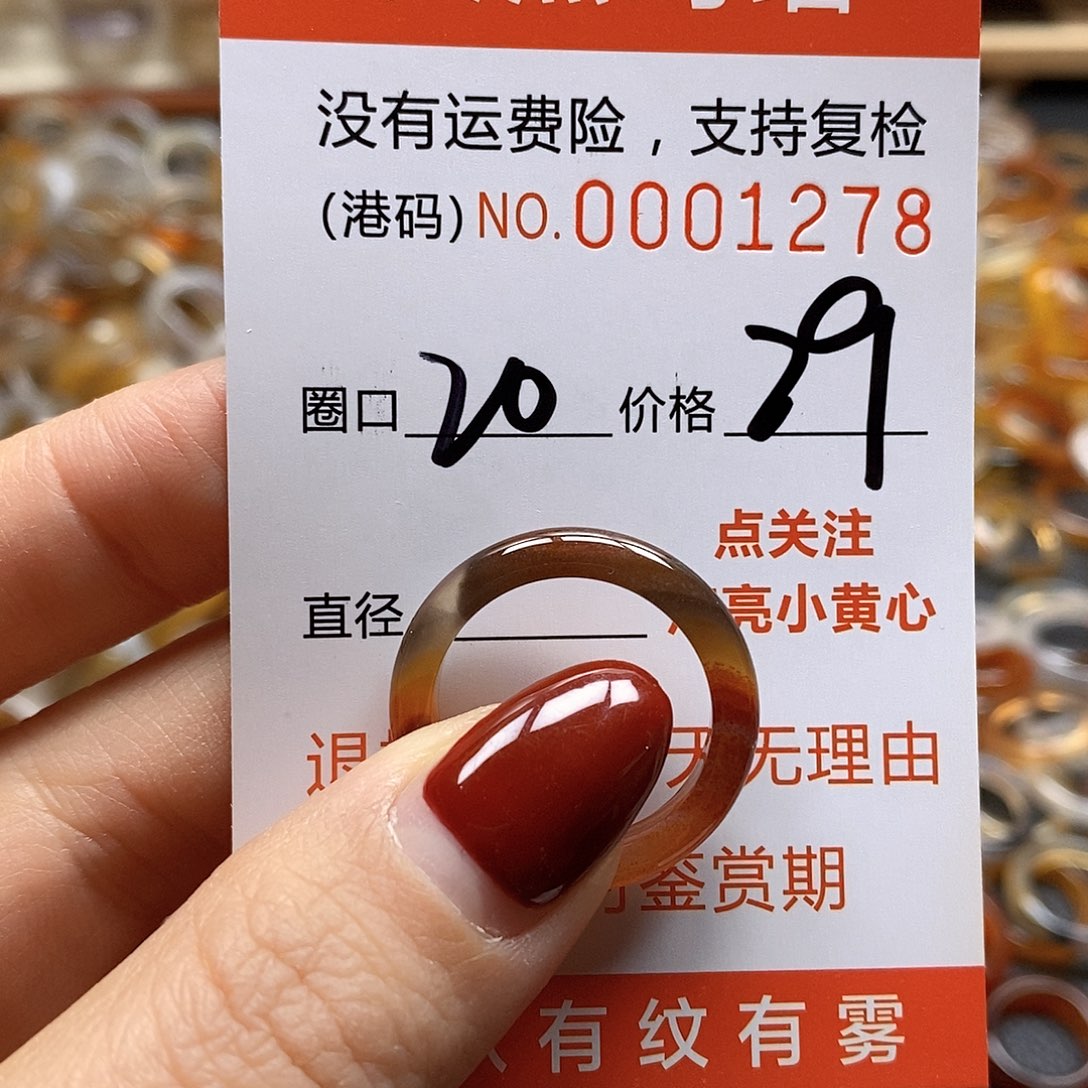 没有运费险，支持复检
(港码) NO.0001278
圈口 20 价格 29
点关注
直径 亮小黄心
退 天无理由
鉴赏期
有纹有雾